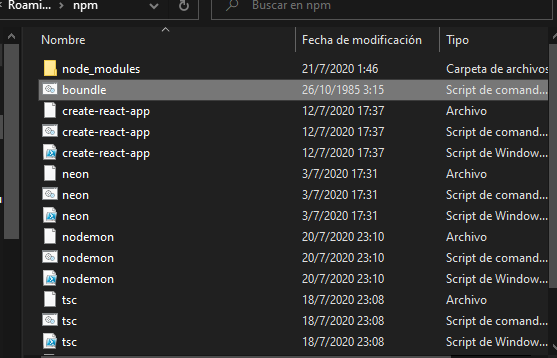 Roami... > npm
Buscar en npm
Nombre Fecha de modificación Tipo
node_modules 21/7/2020 1:46 Carpeta de archivos
boundle 26/10/1985 3:15 Script de comand...
create-react-app 12/7/2020 17:37 Archivo
create-react-app 12/7/2020 17:37 Script de comand...
create-react-app 12/7/2020 17:37 Script de Window...
neon 3/7/2020 17:31 Archivo
neon 3/7/2020 17:31 Script de comand...
neon 3/7/2020 17:31 Script de Window...
nodemon 20/7/2020 23:10 Archivo
nodemon 20/7/2020 23:10 Script de comand...
nodemon 20/7/2020 23:10 Script de Window...
tsc 18/7/2020 23:08 Archivo
tsc 18/7/2020 23:08 Script de comand...
tsc 18/7/2020 23:08 Script de Window...